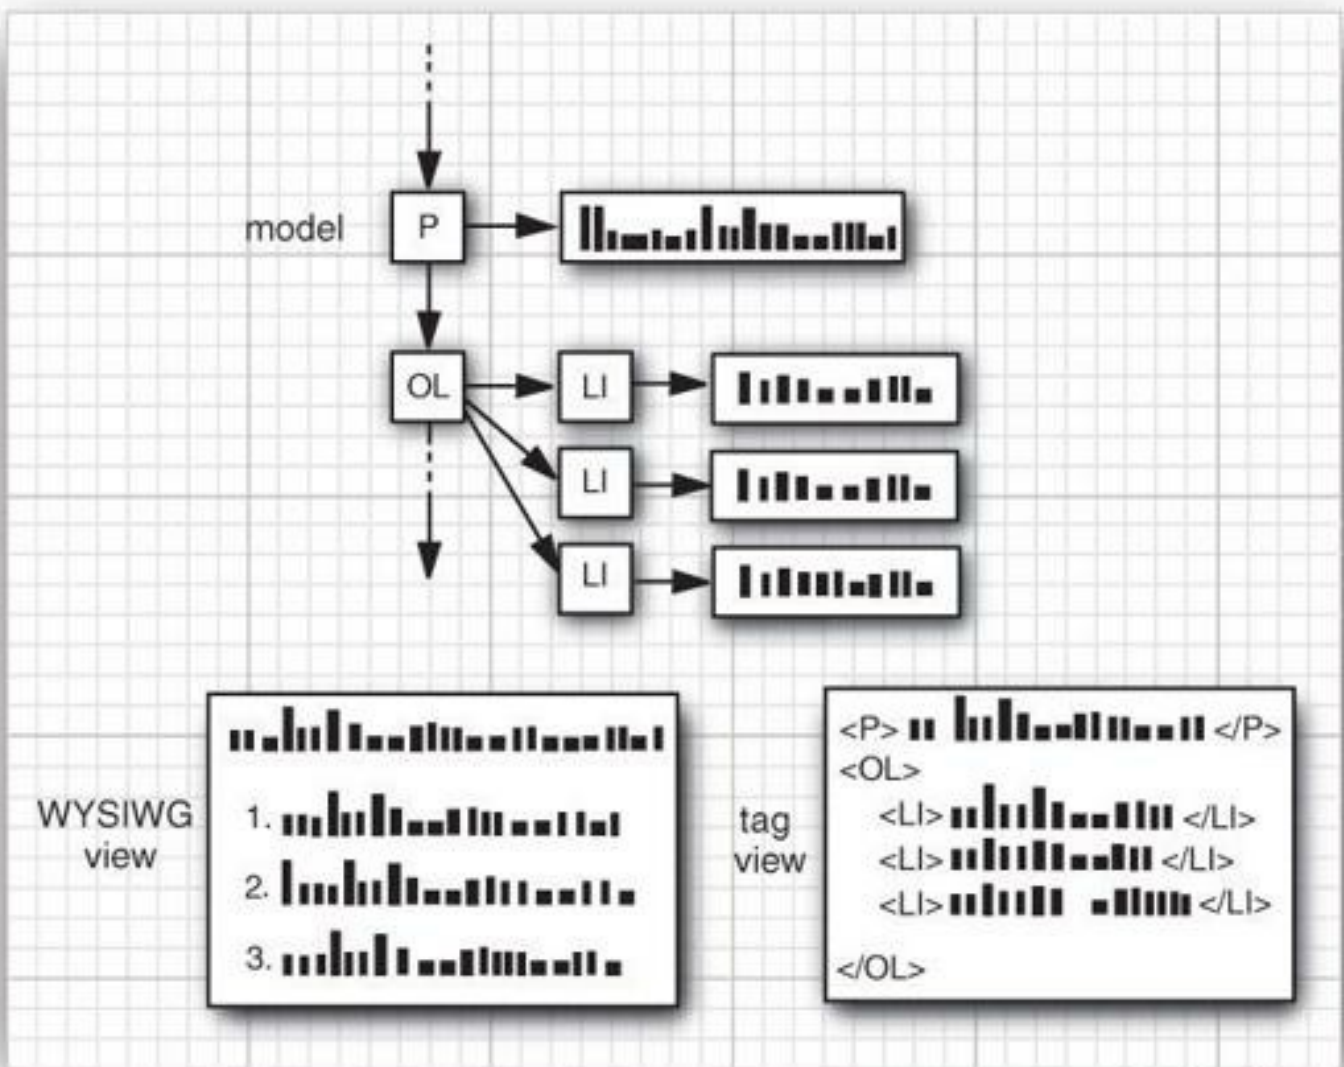 model
P
OL
LI
LI
LI
WYSIWG
view
1.
2.
3.
tag
view
<P> </P>
<OL>
<LI> </LI>
<LI> </LI>
<LI> </LI>
</OL>